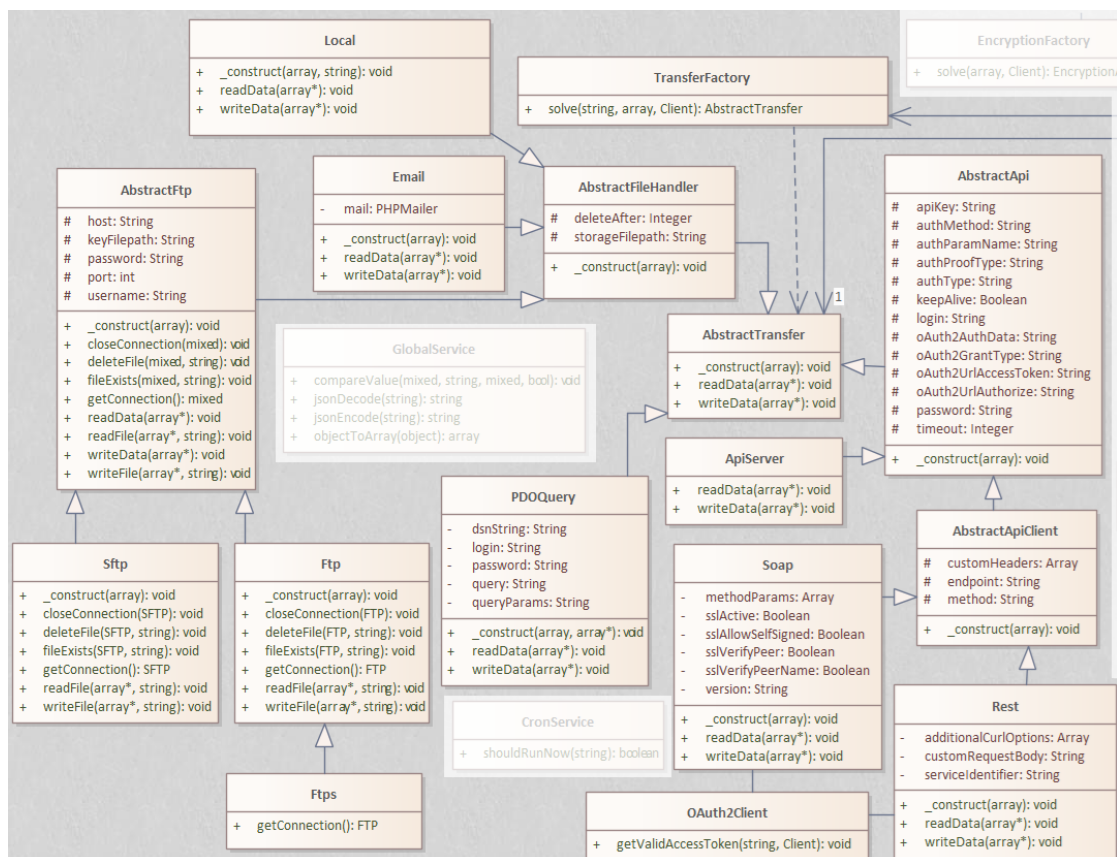 Local
+ _construct(array, string): void
+ readData(array*): void
+ writeData(array*): void
TransferFactory
+ solve(string, array, Client): AbstractTransfer
EncryptionFactory
+ solve(array, Client): EncryptionA
AbstractFtp
# host: String
# keyFilepath: String
# password: String
# port: int
# username: String
+ _construct(array): void
+ closeConnection(mixed): void
+ deleteFile(mixed, string): void
+ fileExists(mixed, string): void
+ getConnection(): mixed
+ readData(array*): void
+ readFile(array*, string): void
+ writeData(array*): void
+ writeFile(array*, string): void
Email
- mail: PHPMailer
+ _construct(array): void
+ readData(array*): void
+ writeData(array*): void
AbstractFileHandler
# deleteAfter: Integer
# storageFilepath: String
+ _construct(array): void
AbstractApi
# apiKey: String
# authMethod: String
# authParamName: String
# authProofType: String
# authType: String
# keepAlive: Boolean
# login: String
# oAuth2AuthData: String
# oAuth2GrantType: String
# oAuth2UrlAccessToken: String
# oAuth2UrlAuthorize: String
# password: String
# timeout: Integer
+ _construct(array): void
1
AbstractTransfer
+ _construct(array): void
+ readData(array*): void
+ writeData(array*): void
GlobalService
+ compareValue(mixed, string, mixed, bool): void
+ jsonDecode(string): string
+ jsonEncode(string): string
+ objectToArray(object): array
ApiServer
+ readData(array*): void
+ writeData(array*): void
PDOQuery
- dsnString: String
- login: String
- password: String
- query: String
- queryParams: String
+ _construct(array, array*): void
+ readData(array*): void
+ writeData(array*): void
AbstractApiClient
# customHeaders: Array
# endpoint: String
# method: String
+ _construct(array): void
Sftp
+ _construct(array): void
+ closeConnection(SFTP): void
+ deleteFile(SFTP, string): void
+ fileExists(SFTP, string): void
+ getConnection(): SFTP
+ readFile(array*, string): void
+ writeFile(array*, string): void
Ftp
+ _construct(array): void
+ closeConnection(FTP): void
+ deleteFile(FTP, string): void
+ fileExists(FTP, string): void
+ getConnection(): FTP
+ readFile(array*, string): void
+ writeFile(array*, string): void
Soap
- methodParams: Array
- sslActive: Boolean
- sslAllowSelfSigned: Boolean
- sslVerifyPeer: Boolean
- sslVerifyPeerName: Boolean
- version: String
+ _construct(array): void
+ readData(array*): void
+ writeData(array*): void
CronService
+ shouldRunNow(string): boolean
Rest
- additionalCurlOptions: Array
- customRequestBody: String
- serviceIdentifier: String
+ _construct(array): void
+ readData(array*): void
+ writeData(array*): void
Ftps
+ getConnection(): FTP
OAuth2Client
+ getValidAccessToken(string, Client): void